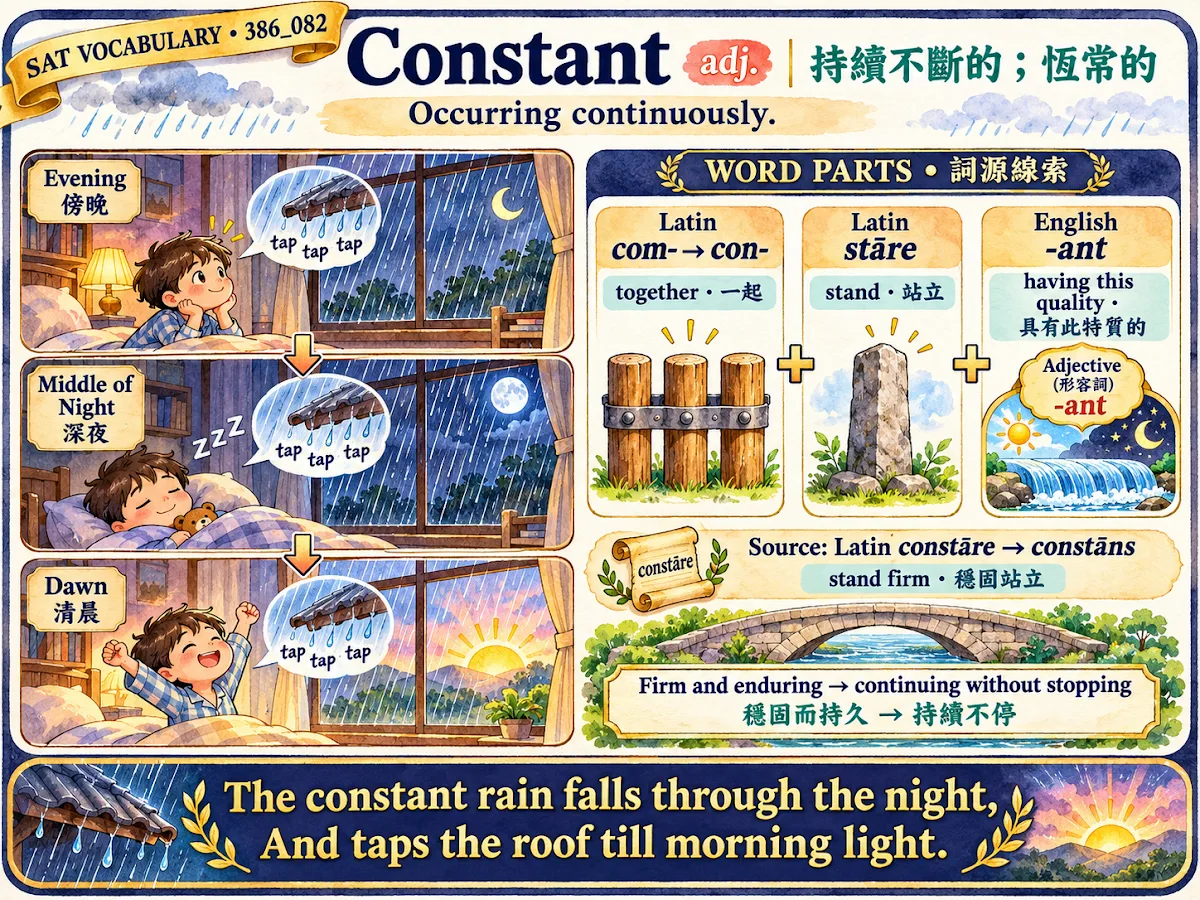 SAT VOCABULARY • 386_082
Constant adj. 持續不斷的；恆常的
Occurring continuously.
Evening
傍晚
tap tap tap
Middle of
Night
深夜
zzz
tap tap tap
Dawn
清晨
tap tap tap
WORD PARTS • 詞源線索
Latin
com- → con-
together · 一起
+
Latin
stāre
stand · 站立
+
English
-ant
having this
quality ·
具有此特質的
Adjective
(形容詞)
-ant
constāre
Source: Latin constāre → constāns
stand firm · 穩固站立
Firm and enduring → continuing without stopping
穩固而持久 → 持續不停
The constant rain falls through the night,
And taps the roof till morning light.